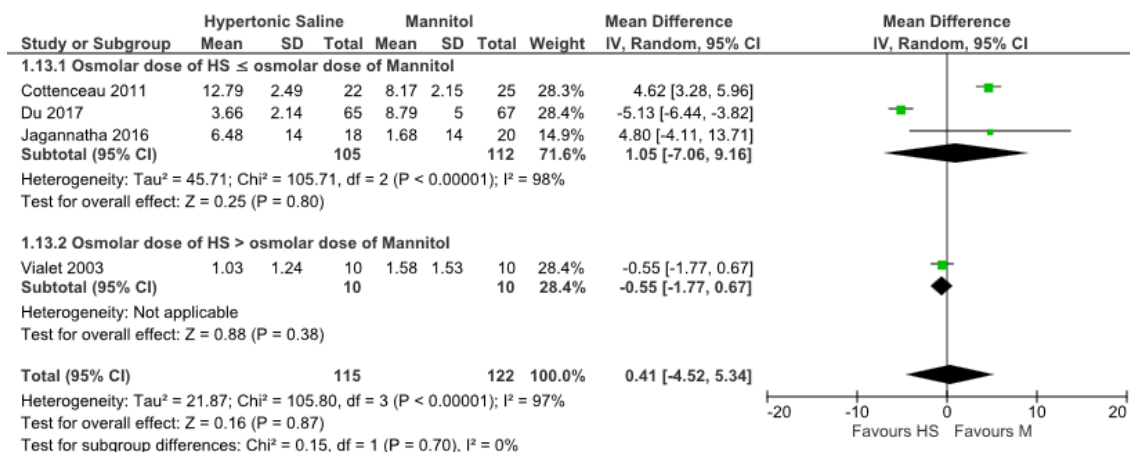 Hypertonic Saline Mannitol Mean Difference Mean Difference
Study or Subgroup Mean SD Total Mean SD Total Weight IV, Random, 95% CI IV, Random, 95% CI
1.13.1 Osmolar dose of HS ≤ osmolar dose of Mannitol
Cottenceau 2011 12.79 2.49 22 8.17 2.15 25 28.3% 4.62 [3.28, 5.96]
Du 2017 3.66 2.14 65 8.79 5 67 28.4% -5.13 [-6.44, -3.82]
Jagannatha 2016 6.48 14 18 1.68 14 20 14.9% 4.80 [-4.11, 13.71]
Subtotal (95% CI) 105 112 71.6% 1.05 [-7.06, 9.16]
Heterogeneity: Tau² = 45.71; Chi² = 105.71, df = 2 (P < 0.00001); I² = 98%
Test for overall effect: Z = 0.25 (P = 0.80)
1.13.2 Osmolar dose of HS > osmolar dose of Mannitol
Vialet 2003 1.03 1.24 10 1.58 1.53 10 28.4% -0.55 [-1.77, 0.67]
Subtotal (95% CI) 10 10 28.4% -0.55 [-1.77, 0.67]
Heterogeneity: Not applicable
Test for overall effect: Z = 0.88 (P = 0.38)
Total (95% CI) 115 122 100.0% 0.41 [-4.52, 5.34]
Heterogeneity: Tau² = 21.87; Chi² = 105.80, df = 3 (P < 0.00001); I² = 97%
Test for overall effect: Z = 0.16 (P = 0.87)
Test for subgroup differences: Chi² = 0.15, df = 1 (P = 0.70), I² = 0%
-20 -10 0 10 20
Favours HS Favours M